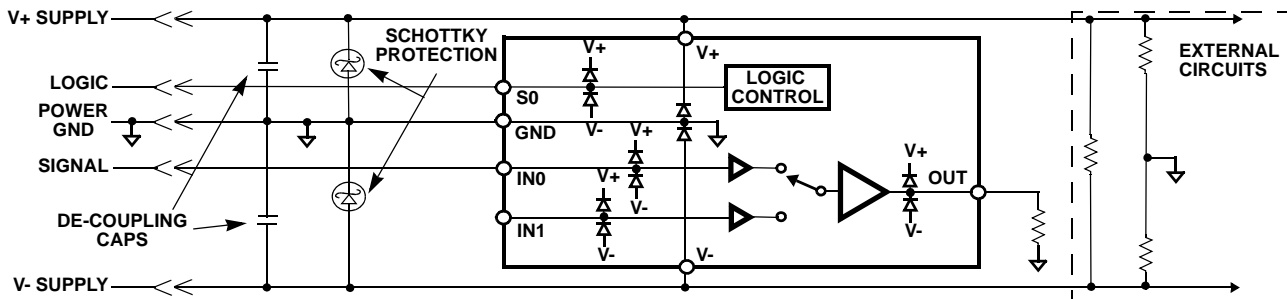 V+ SUPPLY
LOGIC
POWER
GND
SIGNAL
DE-COUPLING
CAPS
V- SUPPLY
SCHOTTKY
PROTECTION
V+
V+
S0
V-
LOGIC
CONTROL
GND
V+
IN0
V-
V+
IN1
V-
V+
OUT
V-
V-
EXTERNAL
CIRCUITS